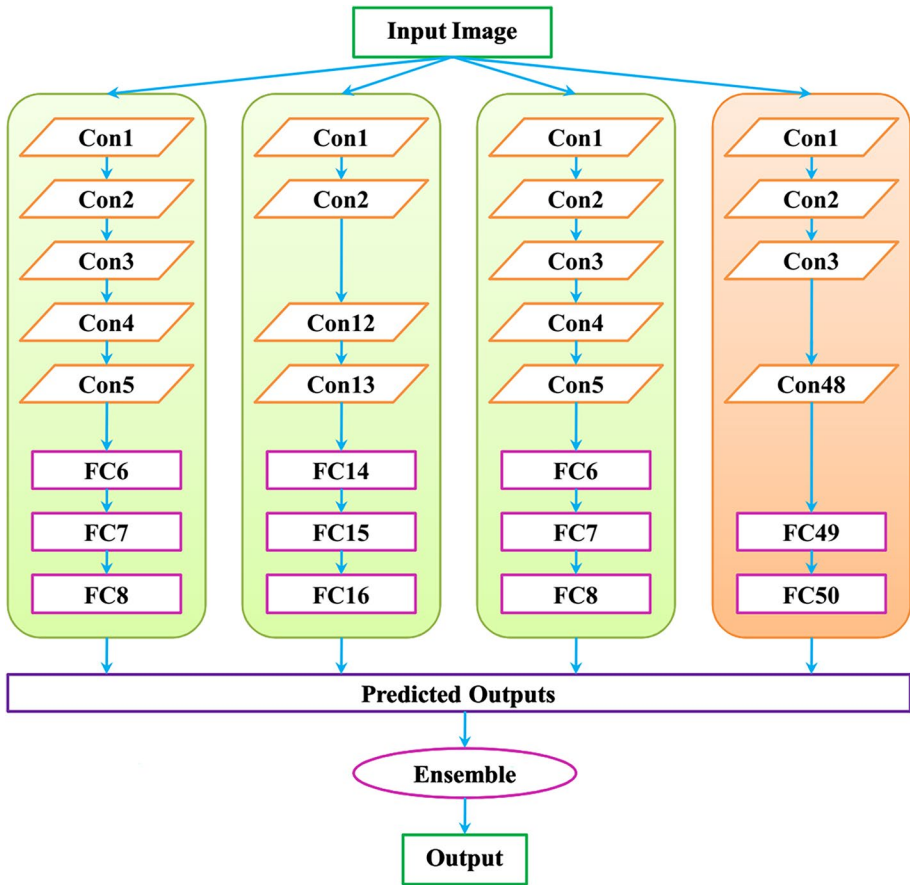 Input Image
Con1
Con2
Con3
Con4
Con5
FC6
FC7
FC8
Con1
Con2
Con12
Con13
FC14
FC15
FC16
Con1
Con2
Con3
Con4
Con5
FC6
FC7
FC8
Con1
Con2
Con3
Con48
FC49
FC50
Predicted Outputs
Ensemble
Output